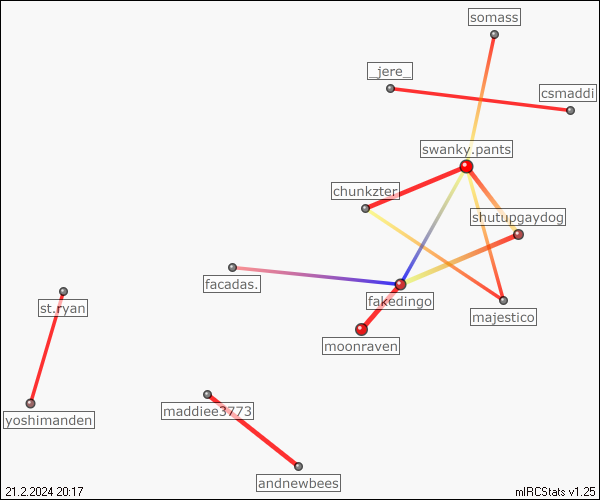 somass
_jere_
csmaddi
swanky.pants
chunkzter
shutupgaydog
facadas.
fakedingo
st.ryan
majestico
moonraven
maddiee3773
yoshimanden
andnewbees
21.2.2024 20:17
mIRCStats v1.25